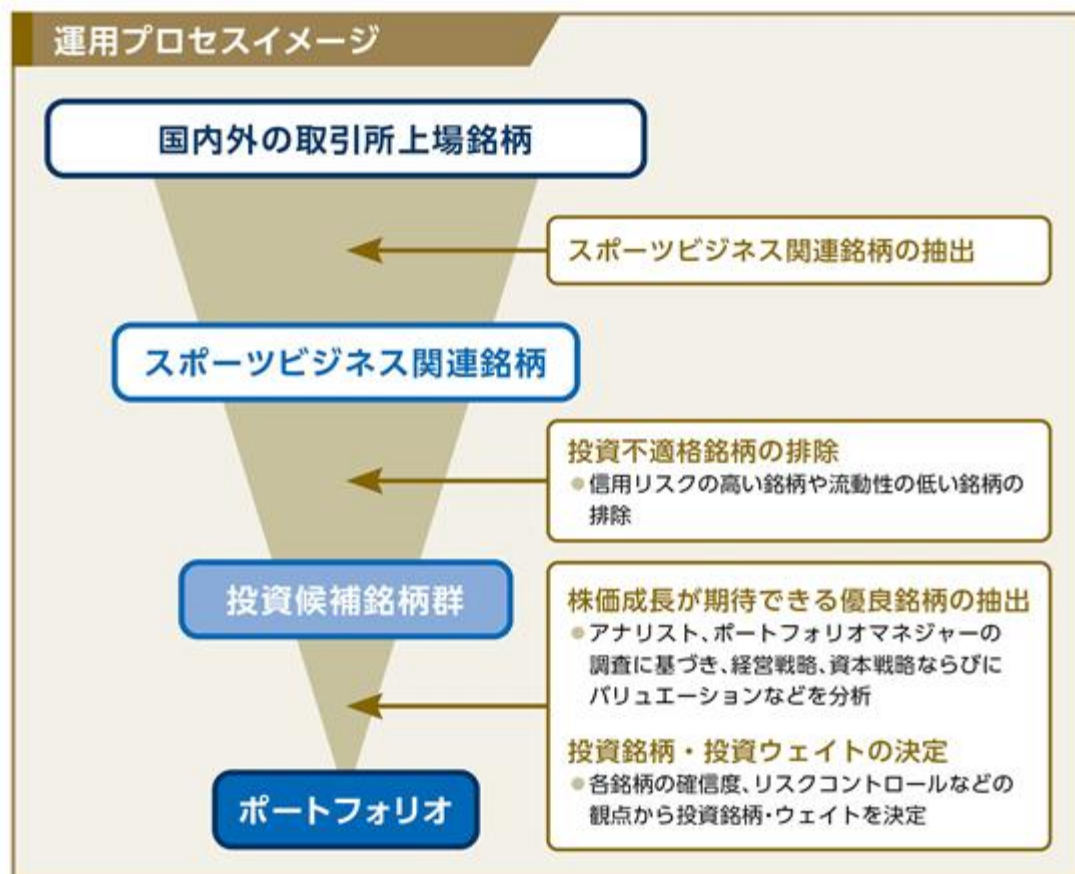 運用プロセスイメージ
国内外の取引所上場銘柄
スポーツビジネス関連銘柄の抽出
スポーツビジネス関連銘柄
投資不適格銘柄の排除
●信用リスクの高い銘柄や流動性の低い銘柄の
排除
投資候補銘柄群
株価成長が期待できる優良銘柄の抽出
●アナリスト、ポートフォリオマネジャーの
調査に基づき、経営戦略、資本戦略ならびに
バリュエーションなどを分析
投資銘柄・投資ウェイトの決定
●各銘柄の確信度、リスクコントロールなどの
観点から投資銘柄・ウェイトを決定
ポートフォリオ